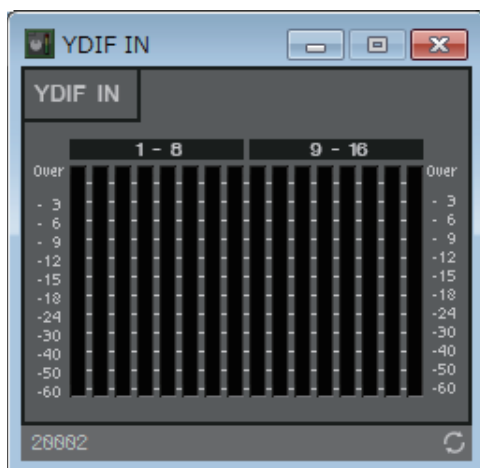 YDIF IN
YDIF IN
1 - 8 9 - 16
Over Over
- 3 - 3
- 6 - 6
- 9 - 9
-12 -12
-15 -15
-18 -18
-24 -24
-30 -30
-40 -40
-50 -50
-60 -60
20002